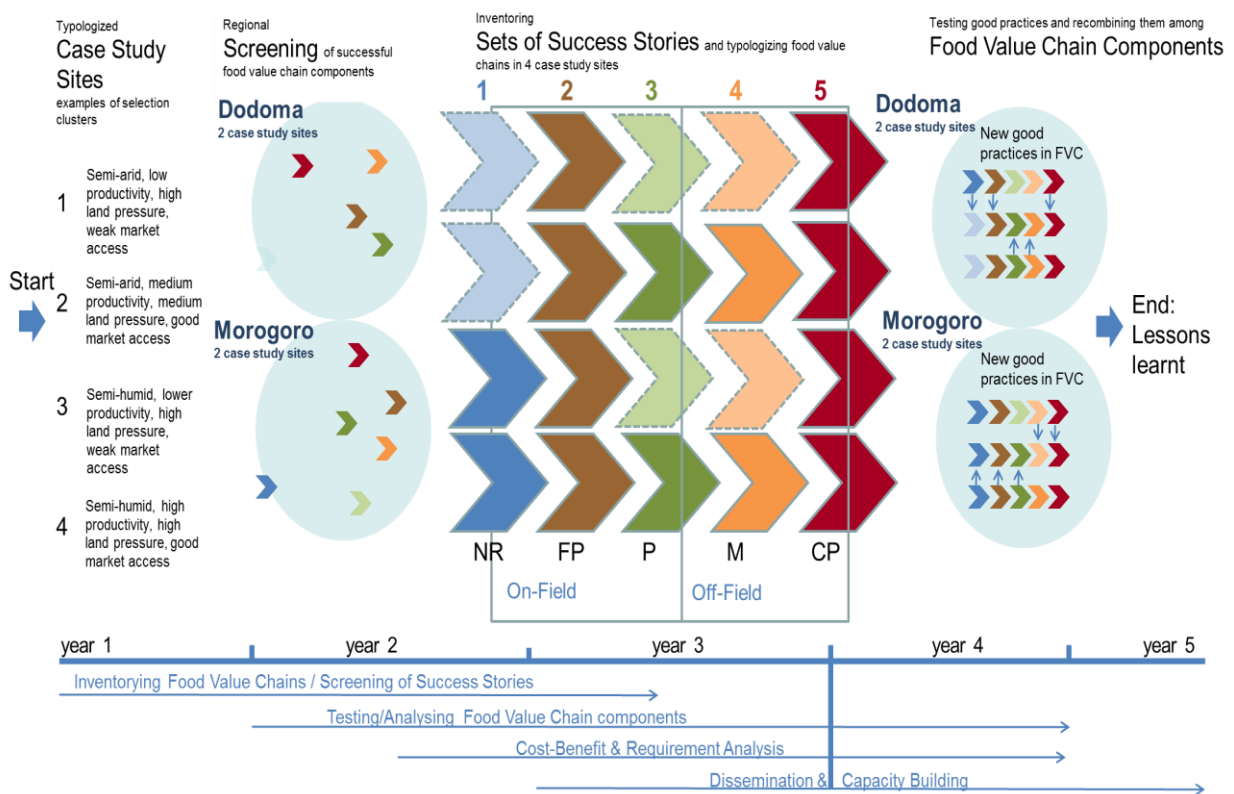 Typologized
Case Study
Sites
examples of selection
clusters
Regional
Screening of successful
food value chain components
Inventoring
Sets of Success Stories and typologizing food value
chains in 4 case study sites
Testing good practices and recombining them among
Food Value Chain Components
1
2
3
4
5
Dodoma
2 case study sites
Dodoma
2 case study sites
New good
practices in FVC
1
Semi-arid, low
productivity, high
land pressure,
weak market
access
Start
2
Semi-arid, medium
productivity, medium
land pressure, good
market access
Morogoro
2 case study sites
Morogoro
2 case study sites
New good
practices in FVC
End:
Lessons
learnt
3
Semi-humid, lower
productivity, high
land pressure,
weak market
access
4
Semi-humid, high
productivity, high
land pressure, good
market access
NR
FP
P
M
CP
On-Field
Off-Field
year 1
year 2
year 3
year 4
year 5
Inventorying Food Value Chains / Screening of Success Stories
Testing/Analysing Food Value Chain components
Cost-Benefit & Requirement Analysis
Dissemination & Capacity Building